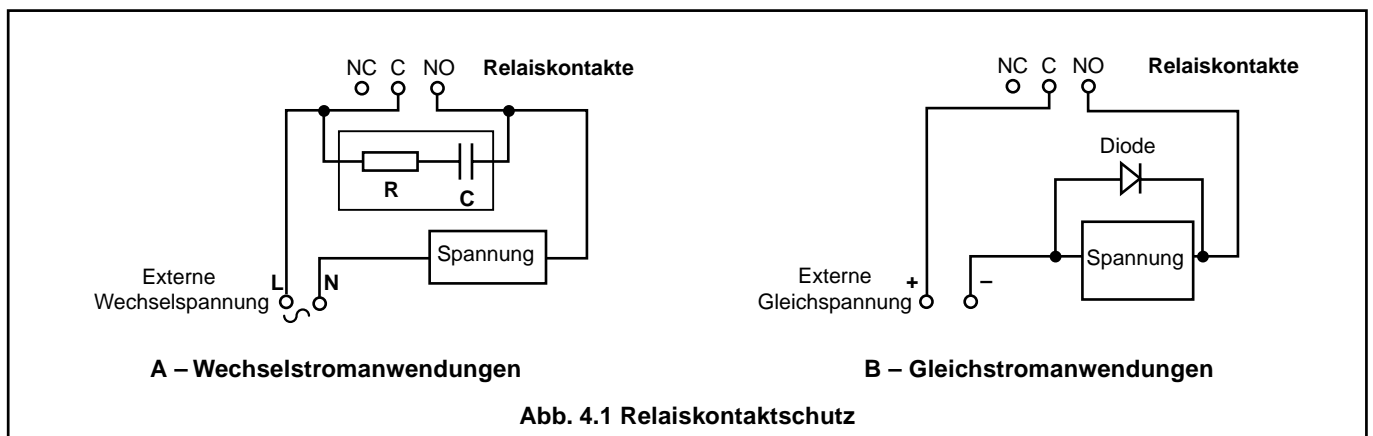 NC C NO Relaiskontakte
R
C
Spannung
Externe
Wechselspannung
L N
A – Wechselstromanwendungen
NC C NO Relaiskontakte
Diode
Spannung
Externe
Gleichspannung
+ –
B – Gleichstromanwendungen
Abb. 4.1 Relaiskontaktschutz